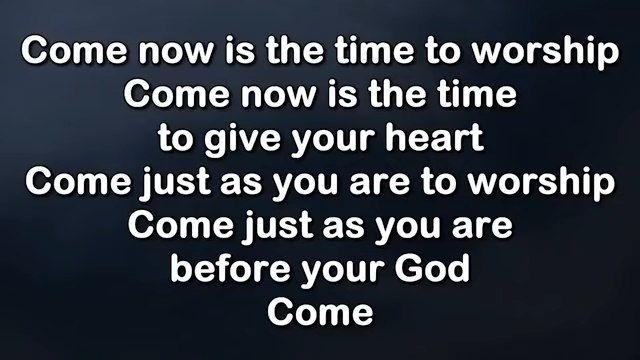 Come now is the time to worship
Come now is the time
to give your heart
Come just as you are to worship
Come just as you are
before your God
Come